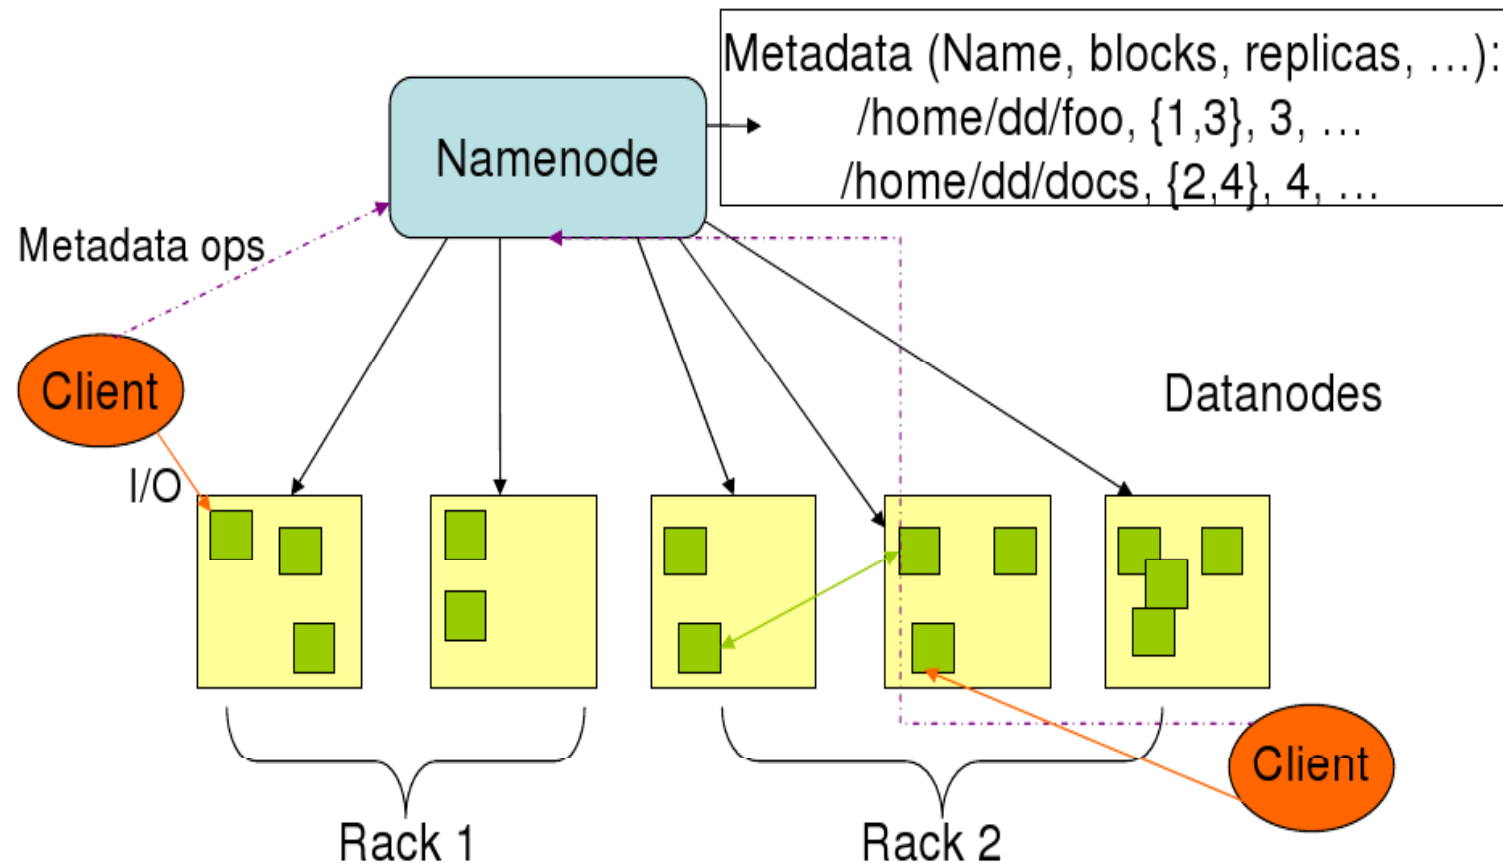 Metadata (Name, blocks, replicas, ...):
/home/dd/foo, {1,3}, 3, ...
/home/dd/docs, {2,4}, 4, ...
Namenode
Metadata ops
Client
I/O
Datanodes
Client
Rack 1
Rack 2